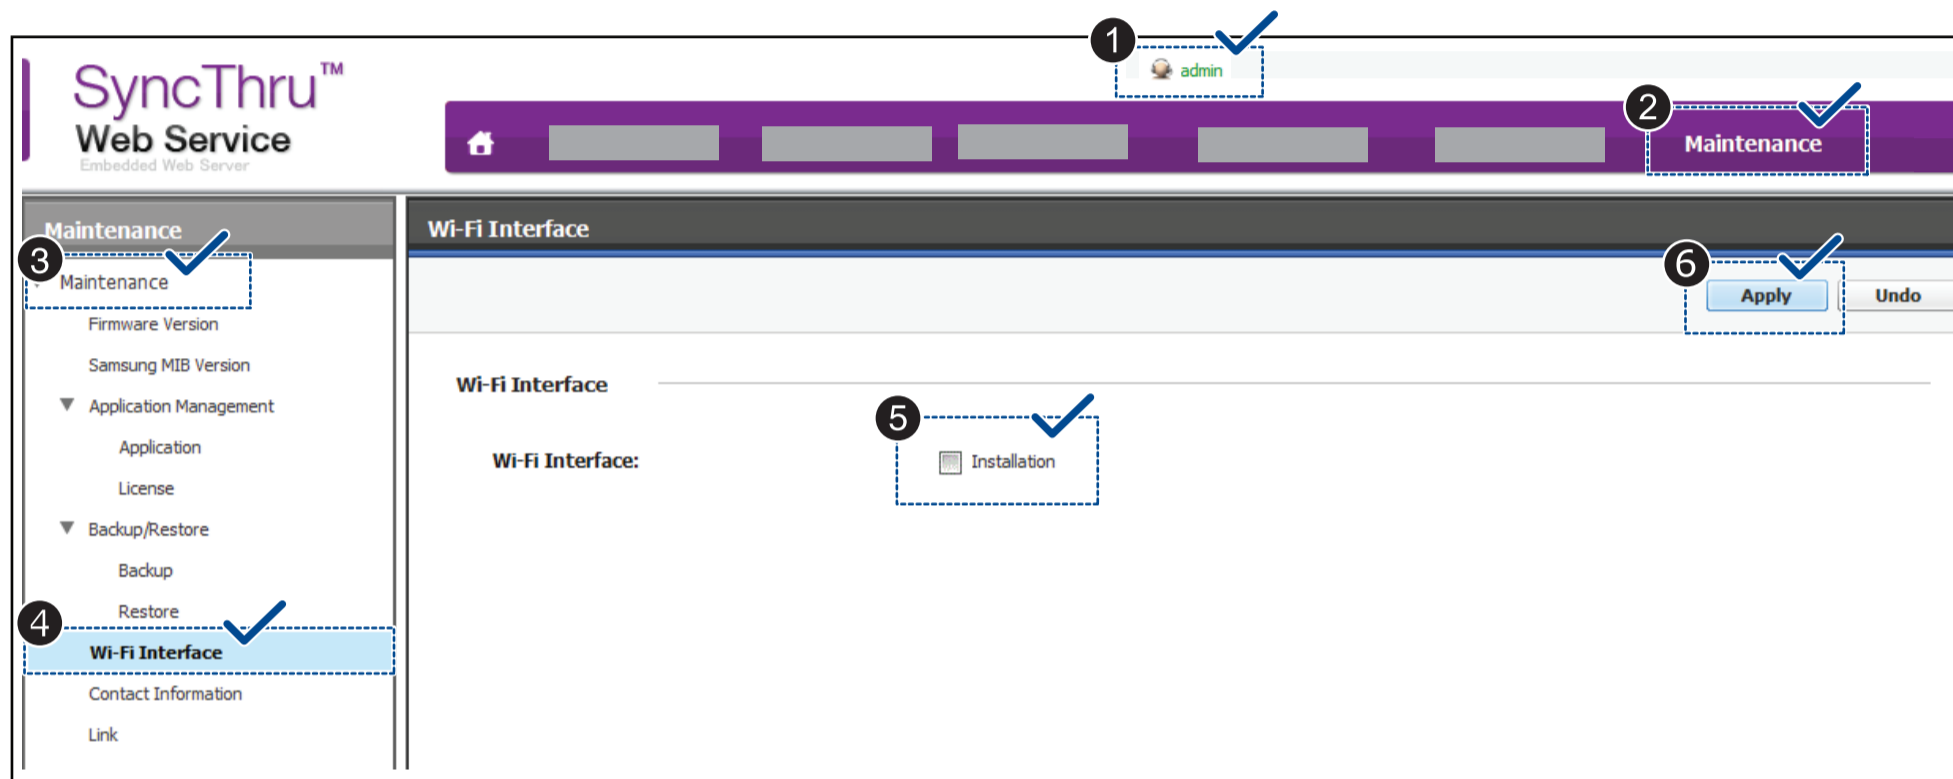 1
admin
SyncThru™
Web Service
Embedded Web Server
2
Maintenance
Maintenance
3
Maintenance
Firmware Version
Samsung MIB Version
Application Management
Application
License
Backup/Restore
Backup
Restore
4
Wi-Fi Interface
Contact Information
Link
Wi-Fi Interface
6
Apply Undo
Wi-Fi Interface
5
Wi-Fi Interface: Installation